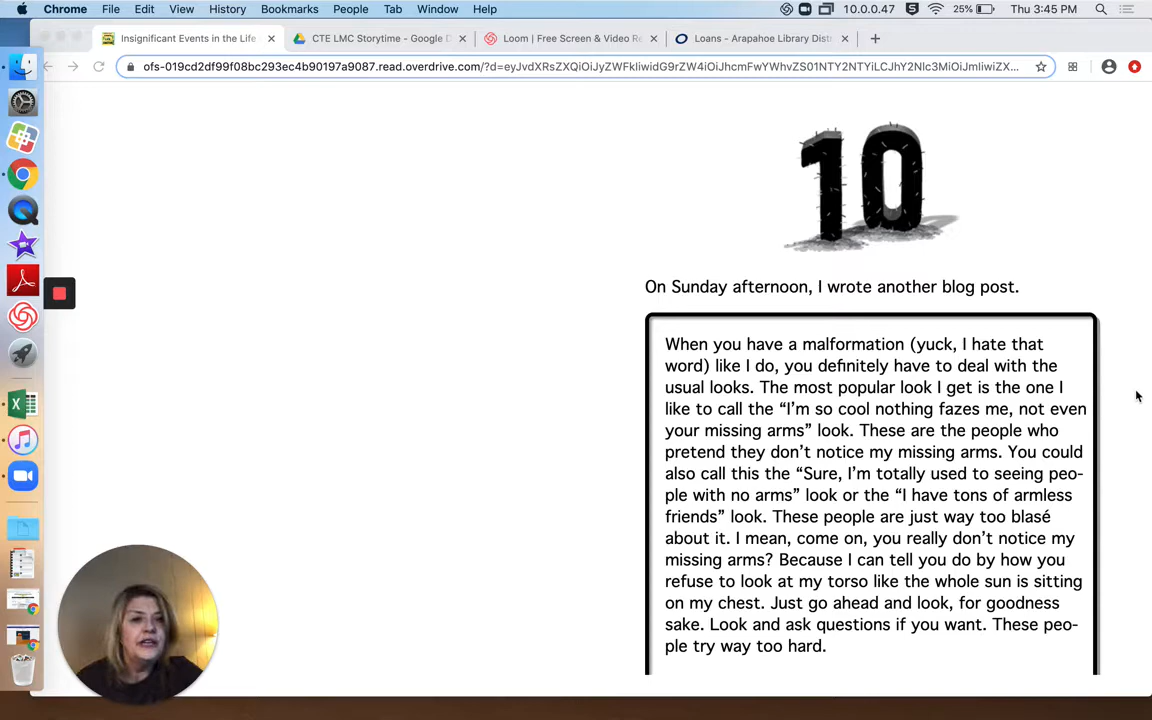 Chrome File Edit View History Bookmarks People Tab Window Help 10.0.0.47 25% Thu 3:45 PM
Insignificant Events in the Life CTE LMC Storytime - Google D Loom | Free Screen & Video Re Loans - Arapahoe Library Distr
ofs-019cd2df99f08bc293ec4b90197a9087.read.overdrive.com/?d=eyJvdXRsZXQiOiJyZWFkIiwidG9rZW4iOiJhcmFwYWhvZS01NTY2NTYiLCJhY2Nlc3MiOiJmIiwiZX...
10
On Sunday afternoon, I wrote another blog post.
When you have a malformation (yuck, I hate that
word) like I do, you definitely have to deal with the
usual looks. The most popular look I get is the one I
like to call the “I’m so cool nothing fazes me, not even
your missing arms” look. These are the people who
pretend they don’t notice my missing arms. You could
also call this the “Sure, I’m totally used to seeing peo-
ple with no arms” look or the “I have tons of armless
friends” look. These people are just way too blasé
about it. I mean, come on, you really don’t notice my
missing arms? Because I can tell you do by how you
refuse to look at my torso like the whole sun is sitting
on my chest. Just go ahead and look, for goodness
sake. Look and ask questions if you want. These peo-
ple try way too hard.